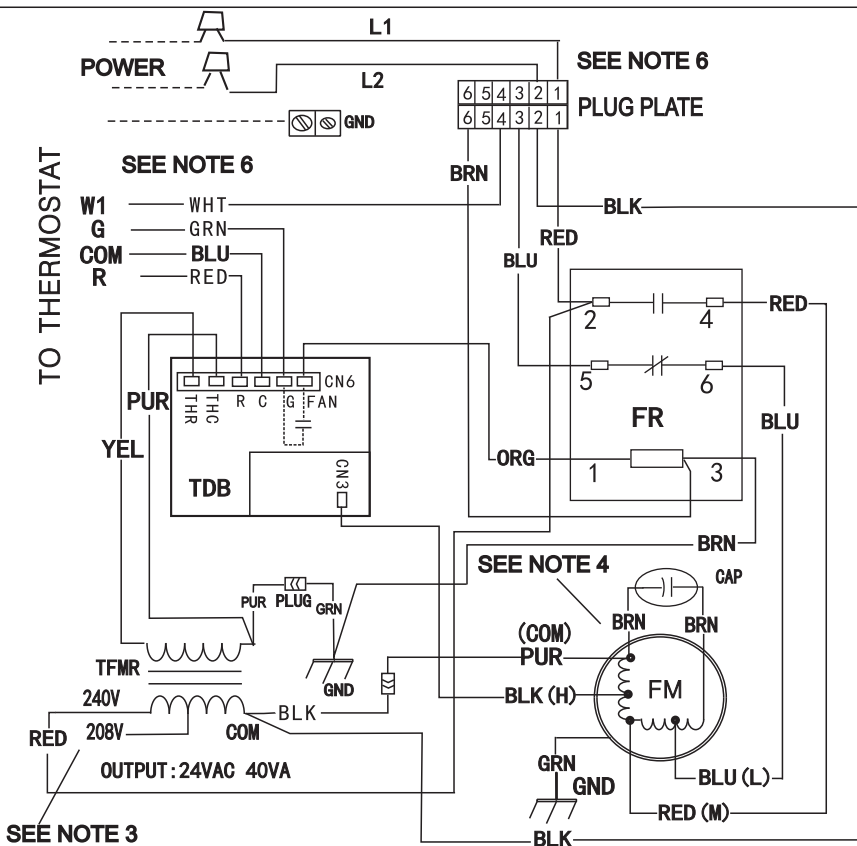 L1
POWER
SEE NOTE 6
L2
6 5 4 3 2 1
PLUG PLATE
6 5 4 3 2 1
GND
SEE NOTE 6
BRN
TO THERMOSTAT
W1 WHT
BLK
G GRN
RED
COM BLU
BLU
R RED
2 4 RED
5 6
PUR
CN6
THR THC R C G FAN
FR
BLU
YEL
ORG
1 3
TDB
CN3
BRN
SEE NOTE 4
CAP
PUR PLUG GRN
BRN BRN
(COM)
PUR
TFMR
GND
FM
240V
BLK (H)
BLK
RED 208V COM
GRN
GND
BLU (L)
OUTPUT:24VAC 40VA
RED (M)
SEE NOTE 3
BLK